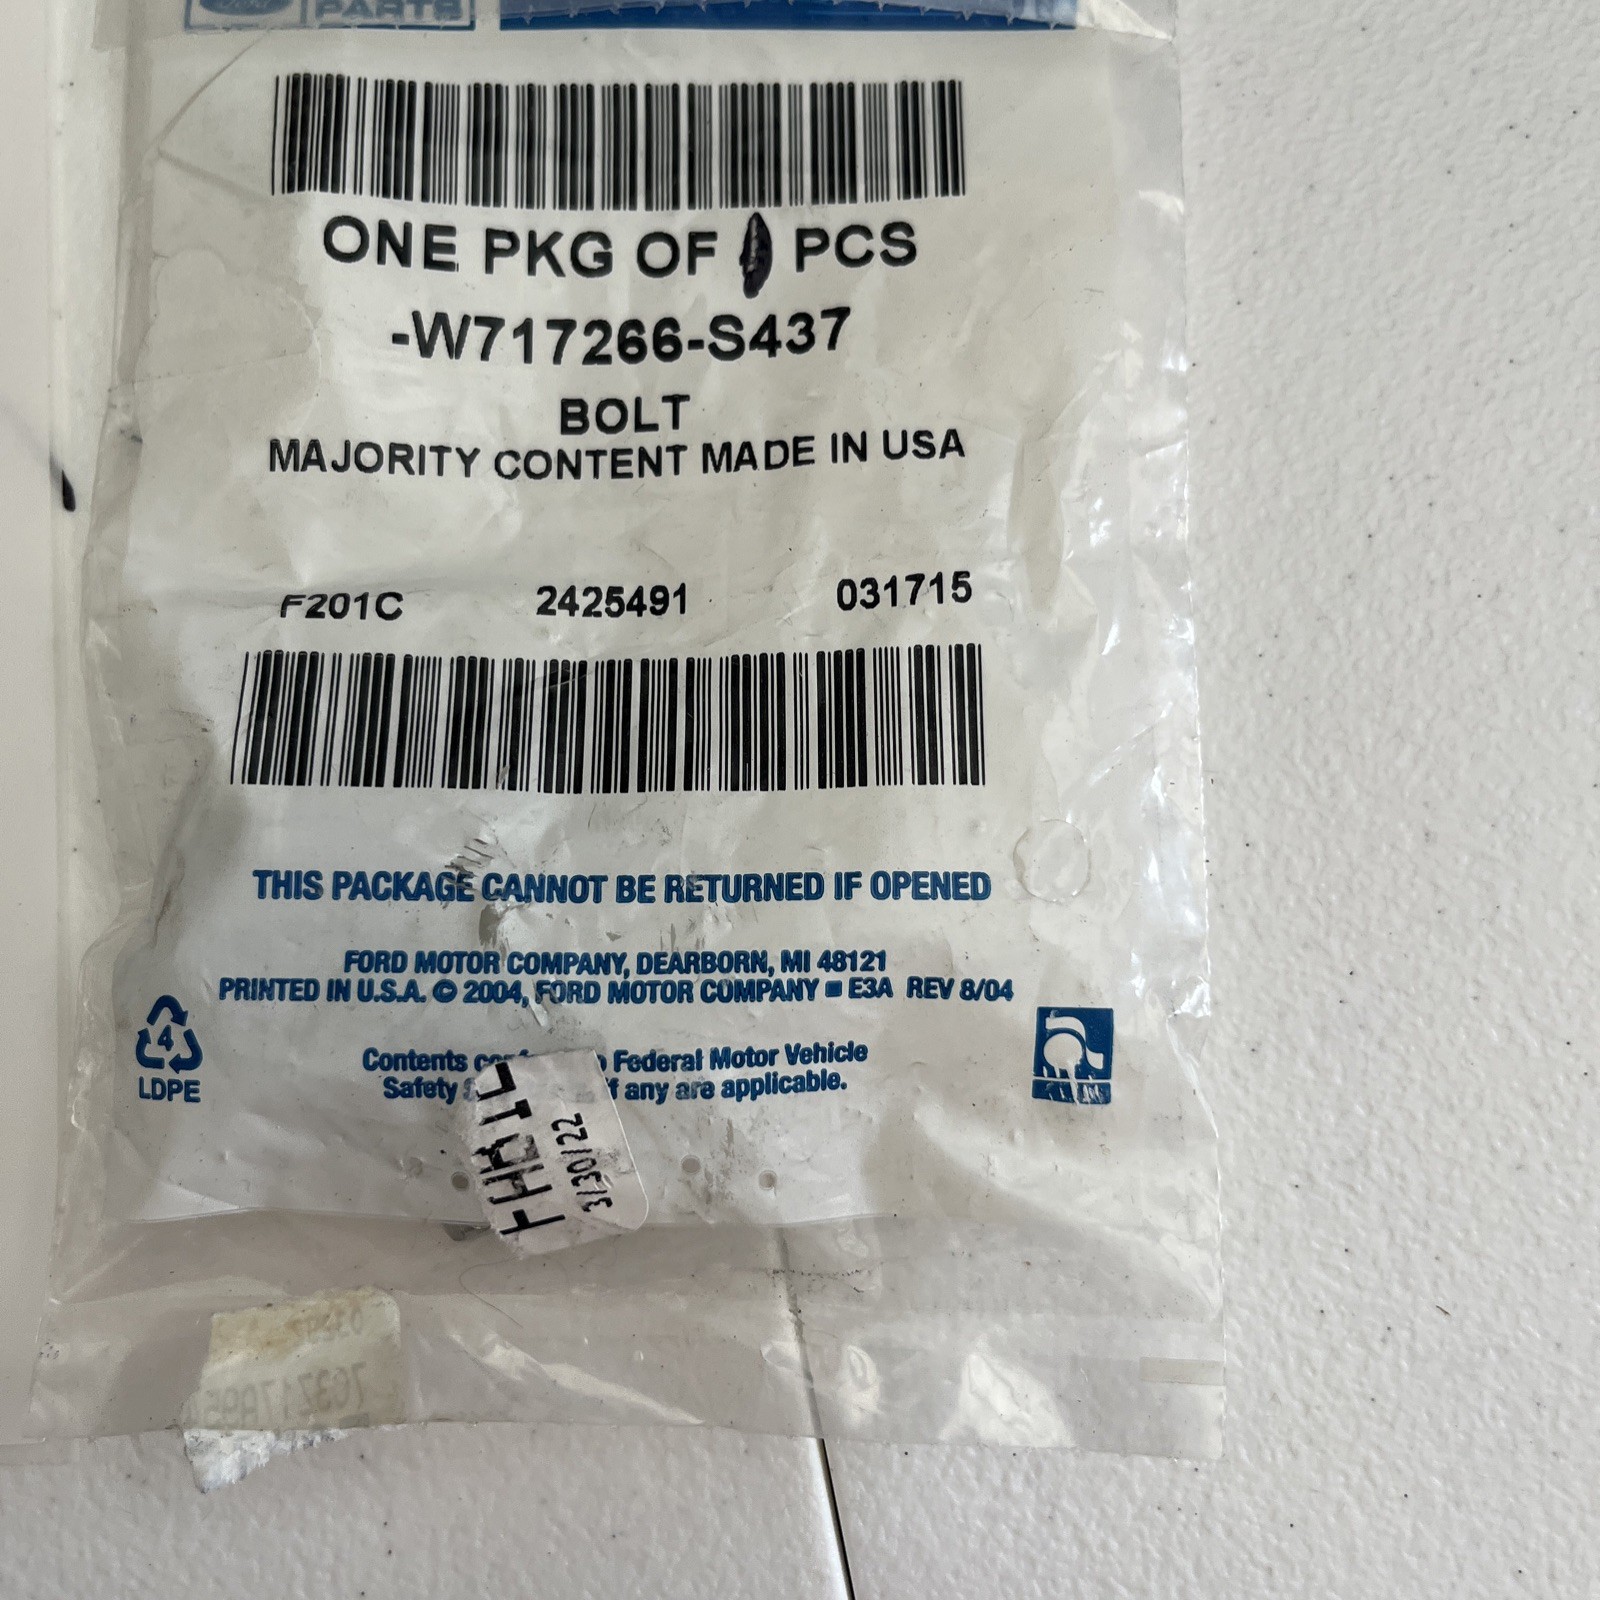 Ford PARTS
ONE PKG OF PCS
-W717266-S437
BOLT
MAJORITY CONTENT MADE IN USA
F201C 2425491 031715
THIS PACKAGE CANNOT BE RETURNED IF OPENED
FORD MOTOR COMPANY, DEARBORN, MI 48121
PRINTED IN U.S.A. © 2004, FORD MOTOR COMPANY ■ E3A REV 8/04
4
LDPE
Contents Federal Motor Vehicle
Safety if any are applicable.
3/30/22